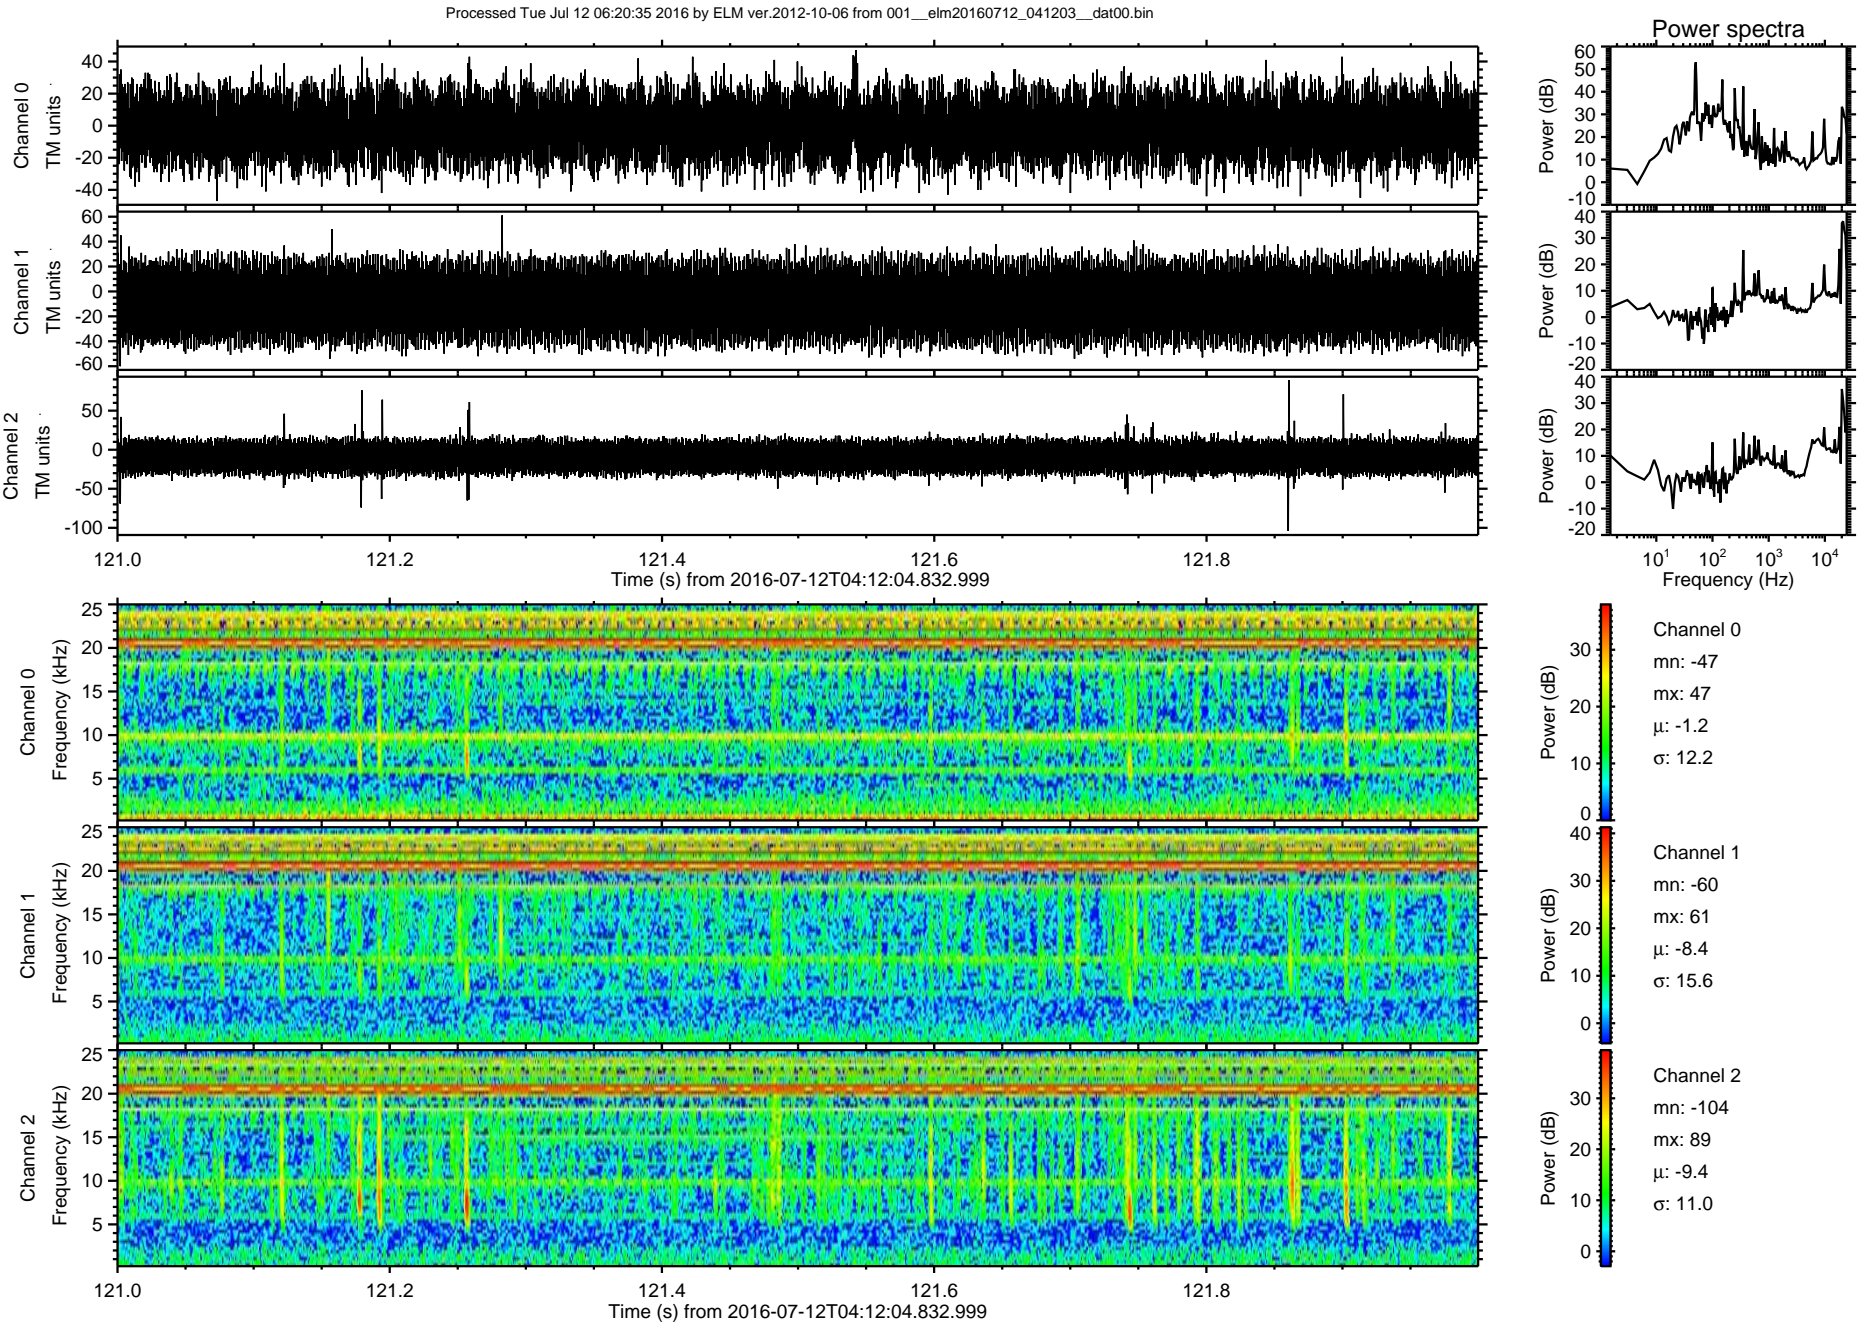 Processed Tue Jul 12 06:20:35 2016 by ELM ver.2012-10-06 from 001__elm20160712_041203__dat00.bin
Power spectra
Channel 0
TM units
40
20
0
-20
-40
Power (dB)
60
50
40
30
20
10
0
-10
Channel 1
TM units
60
40
20
0
-20
-40
-60
Power (dB)
40
30
20
10
0
-10
-20
Channel 2
TM units
50
0
-50
-100
Power (dB)
40
30
20
10
0
-10
-20
121.0 121.2 121.4 121.6 121.8
Time (s) from 2016-07-12T04:12:04.832.999
10^1 10^2 10^3 10^4
Frequency (Hz)
Channel 0
Frequency (kHz)
25
20
15
10
5
Power (dB)
30
20
10
0
Channel 0
mn: -47
mx: 47
μ: -1.2
σ: 12.2
Channel 1
Frequency (kHz)
25
20
15
10
5
Power (dB)
40
30
20
10
0
Channel 1
mn: -60
mx: 61
μ: -8.4
σ: 15.6
Channel 2
Frequency (kHz)
25
20
15
10
5
Power (dB)
30
20
10
0
Channel 2
mn: -104
mx: 89
μ: -9.4
σ: 11.0
121.0 121.2 121.4 121.6 121.8
Time (s) from 2016-07-12T04:12:04.832.999